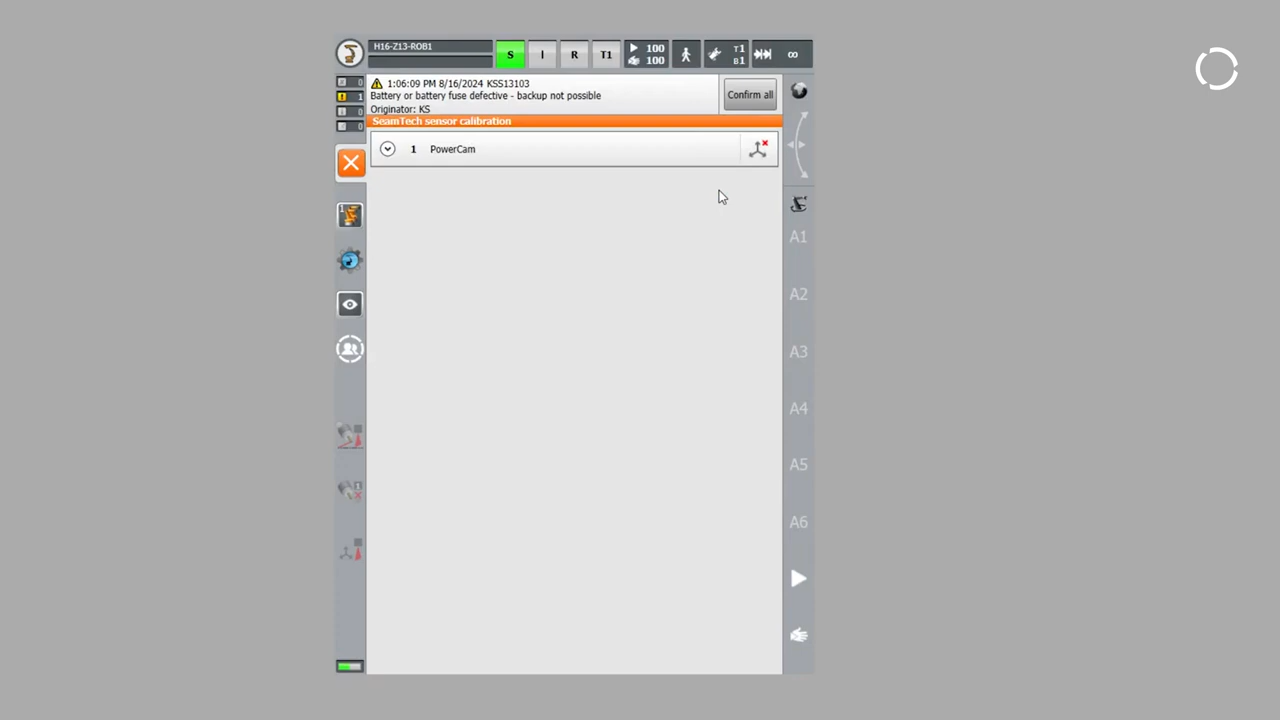 H16-Z13-ROB1
S
I
R
T1
100
100
T1
B1
∞
0
1
0
0
1:06:09 PM 8/16/2024 KSS13103
Battery or battery fuse defective - backup not possible
Originator: KS
Confirm all
SeamTech sensor calibration
1 PowerCam
1
A1
A2
A3
A4
A5
A6